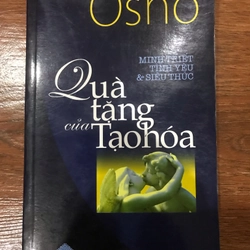 Osho
MINH TRIẾT
TÌNH YÊU
& SIÊU THỨC
Quà
tặng
của
Tạo hóa